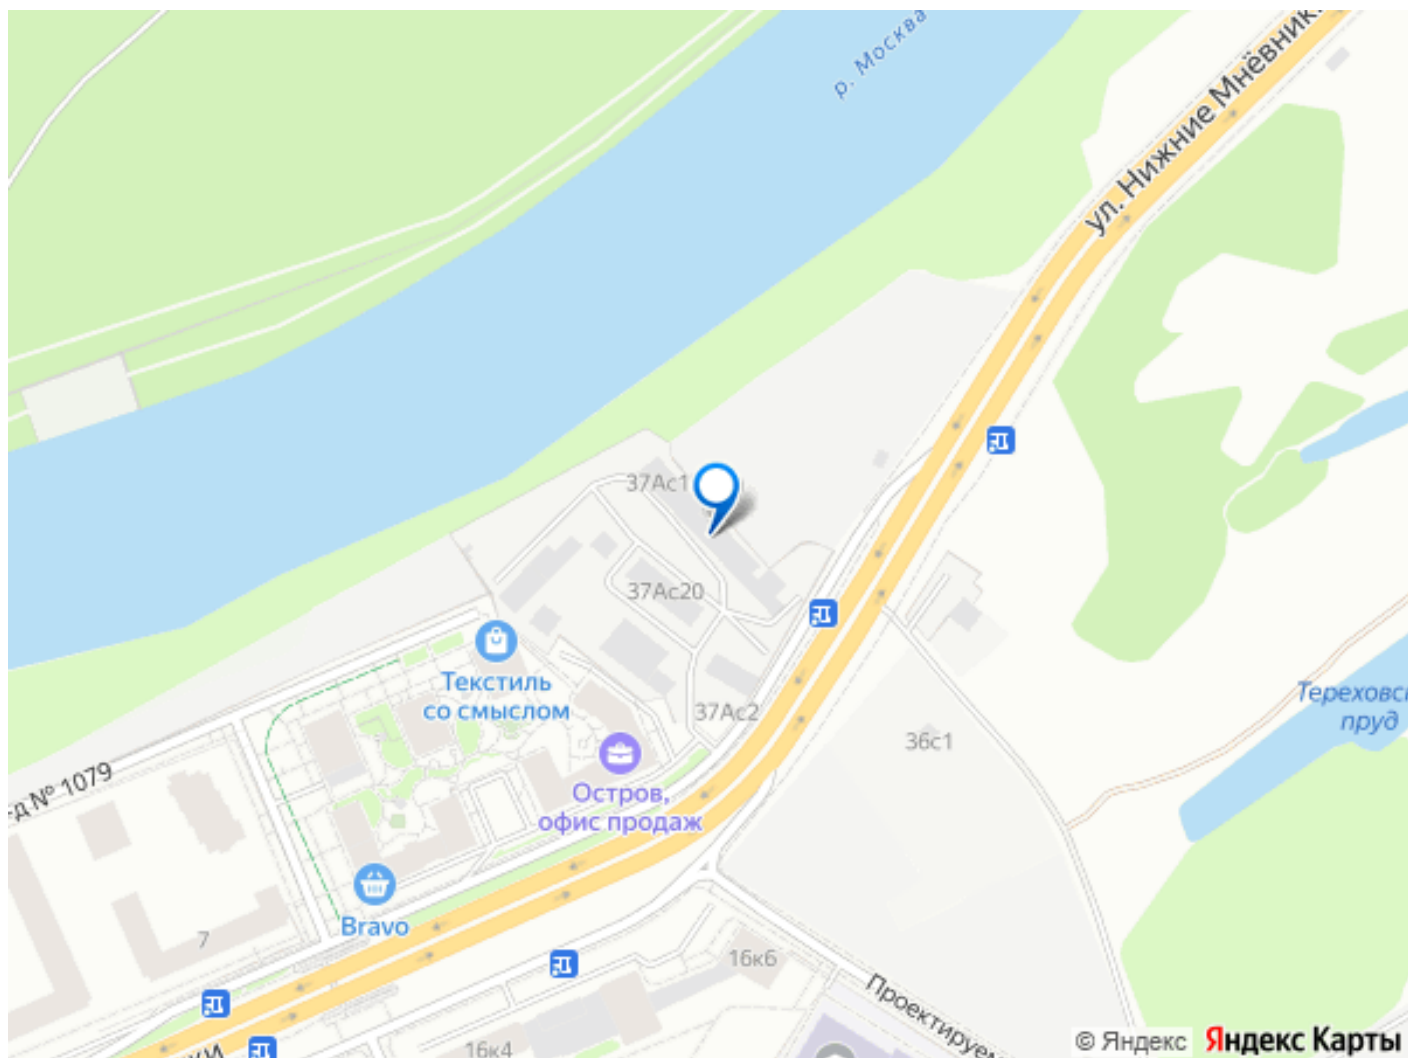 р. Москва
ул. Нижние Мнёвники
37Ас1
37Ас20
Текстиль
со смыслом
37Ас2
Тереховс
пруд
36с1
-д № 1079
Остров,
офис продаж
Bravo
7
16к6
Проектируем
16к4
© Яндекс Яндекс Карты